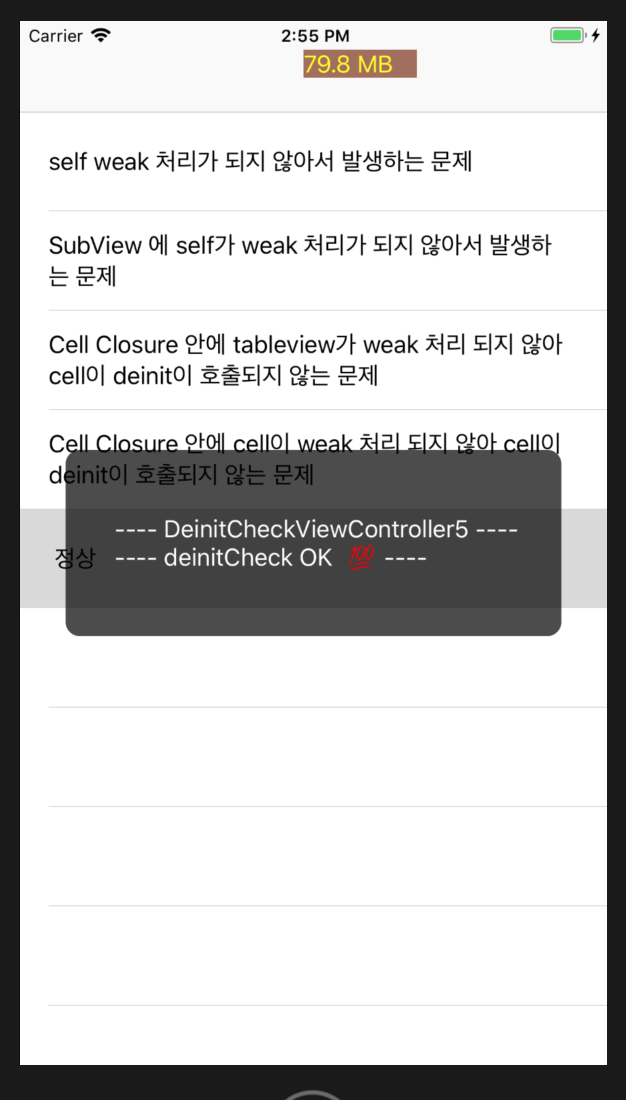 Carrier 2:55 PM
79.8 MB
self weak 처리가 되지 않아서 발생하는 문제
SubView 에 self가 weak 처리가 되지 않아서 발생하
는 문제
Cell Closure 안에 tableview가 weak 처리 되지 않아
cell이 deinit이 호출되지 않는 문제
Cell Closure 안에 cell이 weak 처리 되지 않아 cell이
deinit이 호출되지 않는 문제
---- DeinitCheckViewController5 ----
정상
---- deinitCheck OK 💯 ----